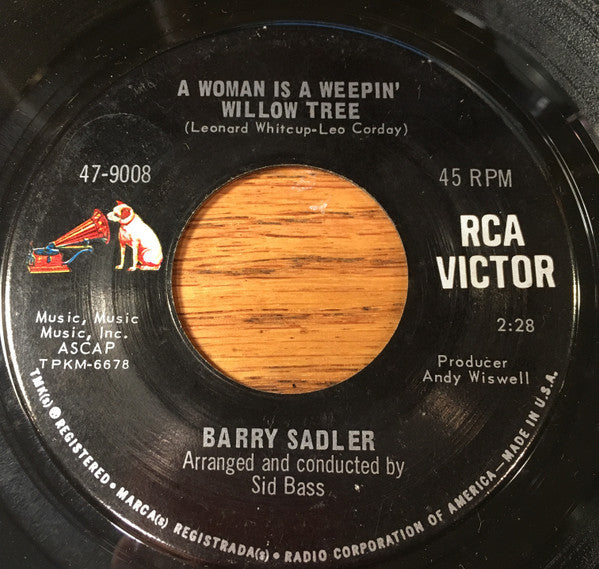 A WOMAN IS A WEEPIN'
WILLOW TREE
(Leonard Whitcup-Leo Corday)
47-9008
45 RPM
RCA
VICTOR
Music, Music
Music, Inc.
ASCAP
TPKM-6678
2:28
Producer
Andy Wiswell
BARRY SADLER
Arranged and conducted by
Sid Bass
TMK(s) ® REGISTERED • MARCA(s) REGISTRADA(s) • RADIO CORPORATION OF AMERICA—MADE IN U.S.A.